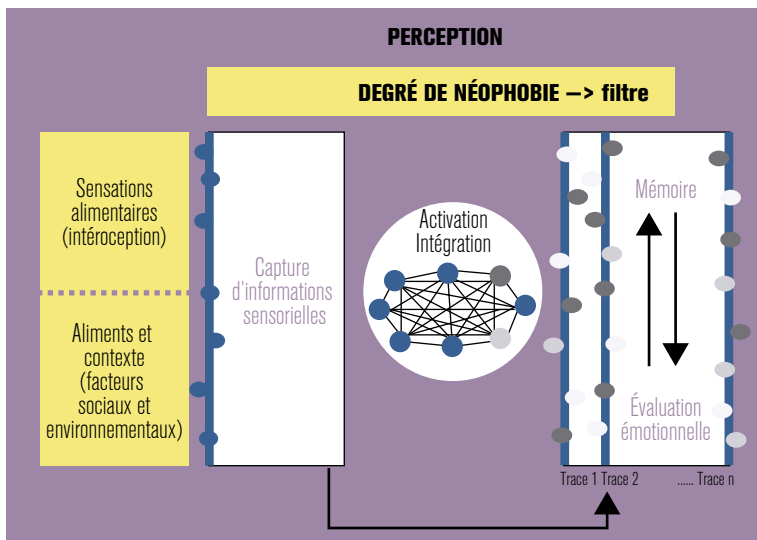 PERCEPTION
DEGRÉ DE NÉOPHOBIE —> filtre
Sensations
alimentaires
(intéroception)
Aliments et
contexte
(facteurs
sociaux et
environnementaux)
Capture
d'informations
sensorielles
Activation
Intégration
Mémoire
Évaluation
émotionnelle
Trace 1 Trace 2 ...... Trace n